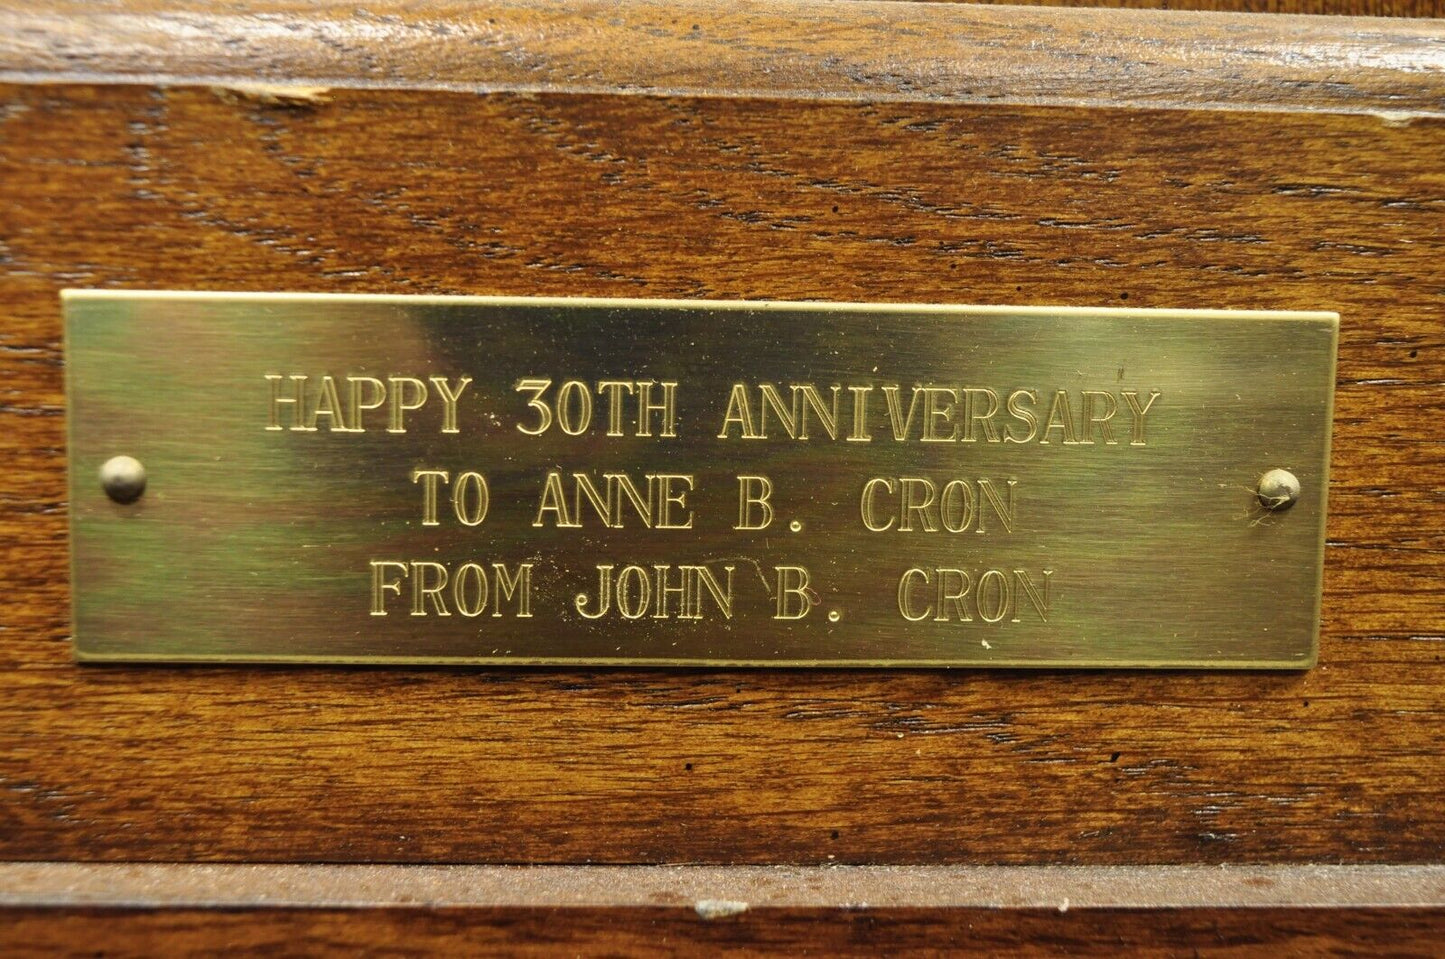 HAPPY 30TH ANNIVERSARY
TO ANNE B. CRON
FROM JOHN B. CRON